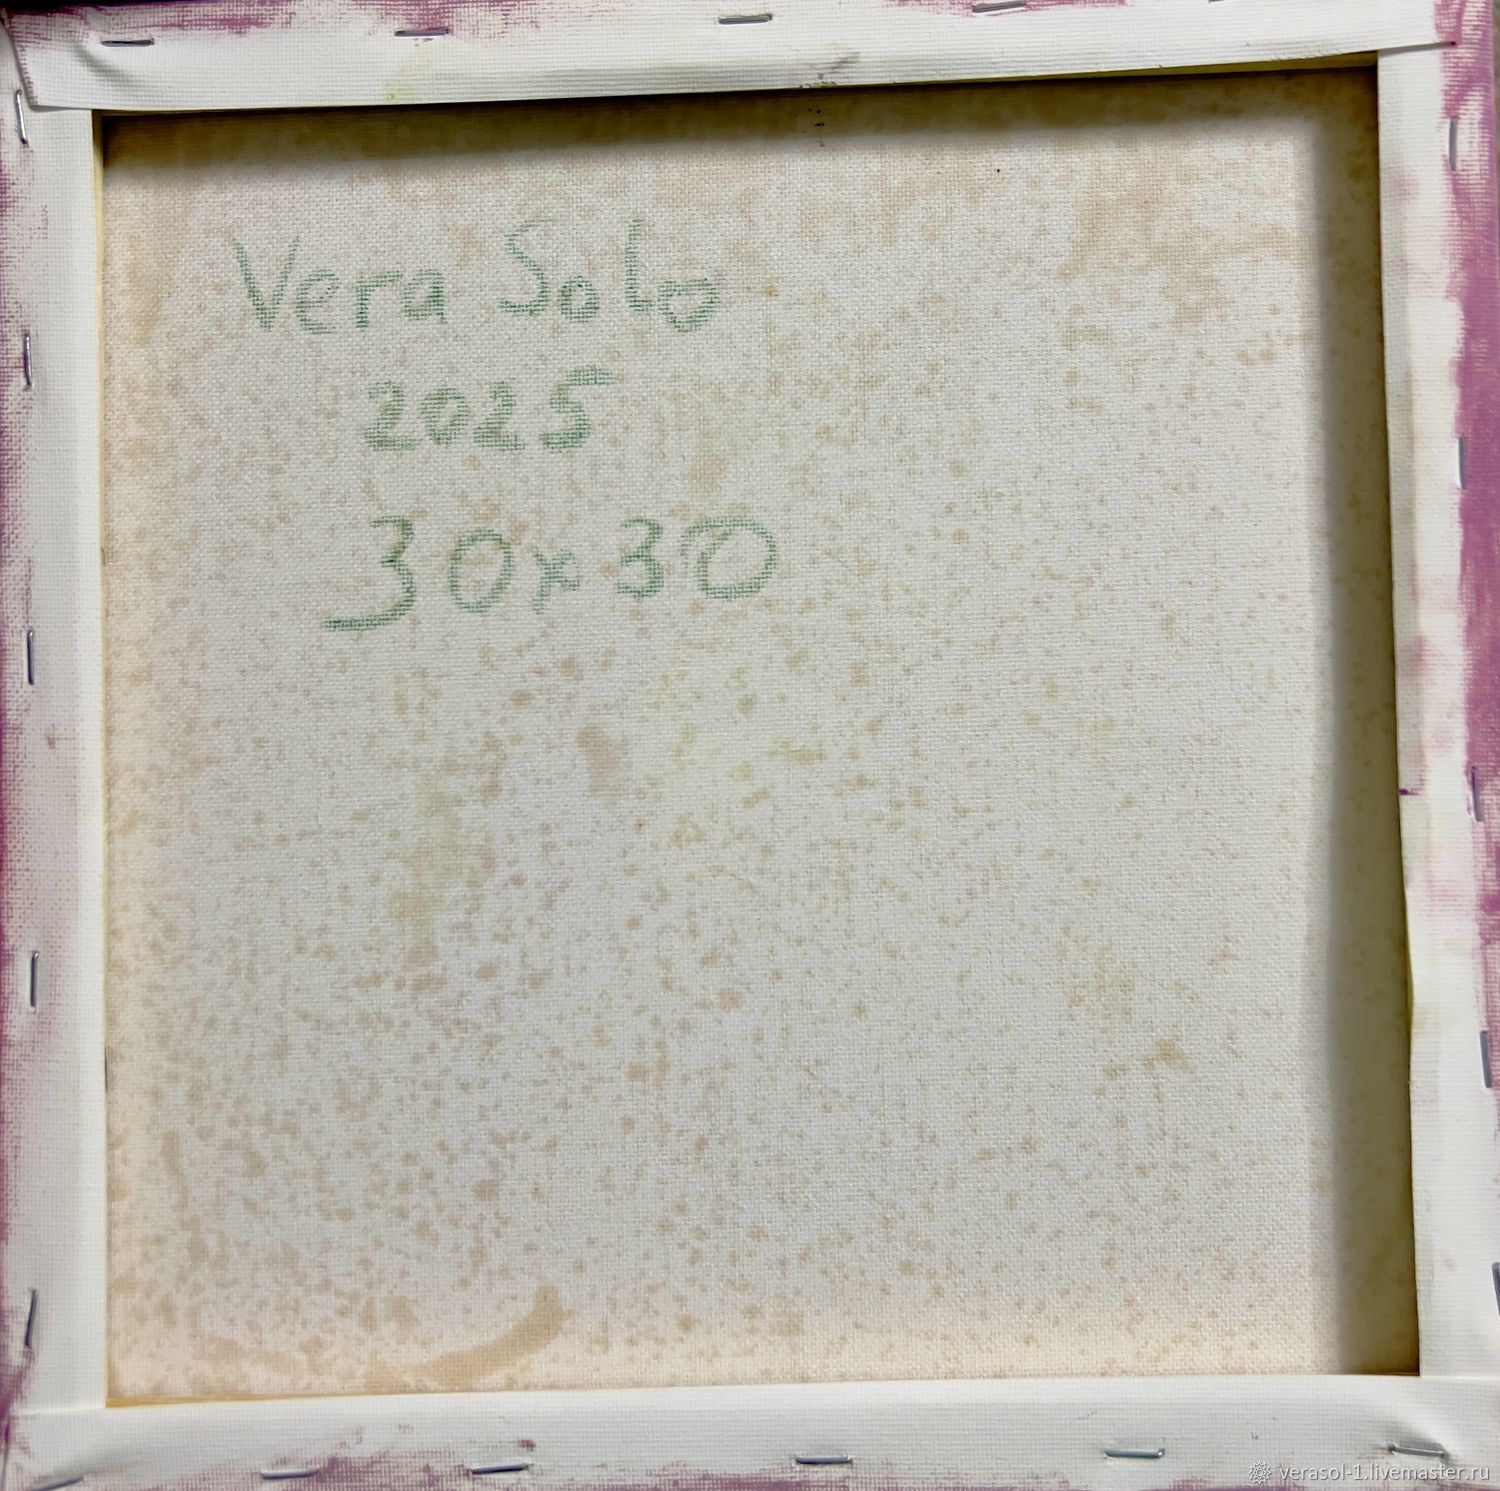 Vera Solo
2025
30x30
verasol-1.livemaster.ru